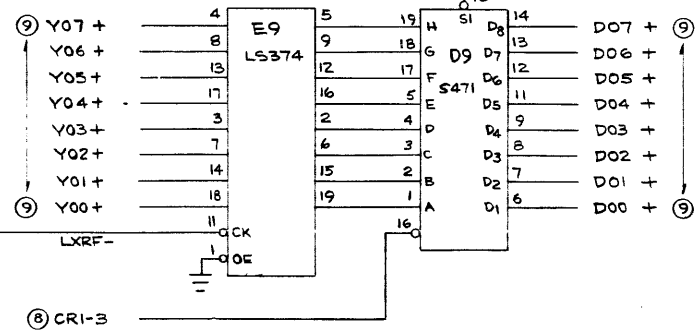 9 Y07+ 4 E9 5 19 H S1 D8 14 D07+ 9
Y06+ 8 LS374 9 18 G D7 13 D06+
Y05+ 13 12 17 F D9 D6 12 D05+
Y04+ 17 16 5 E S471 D5 11 D04+
Y03+ 3 2 4 D D4 9 D03+
Y02+ 7 6 3 C D3 8 D02+
Y01+ 14 15 2 B D2 7 D01+
9 Y00+ 18 19 1 A D1 6 D00+ 9
LXRF- 11 CK 16
1 OE
8 CR1-3